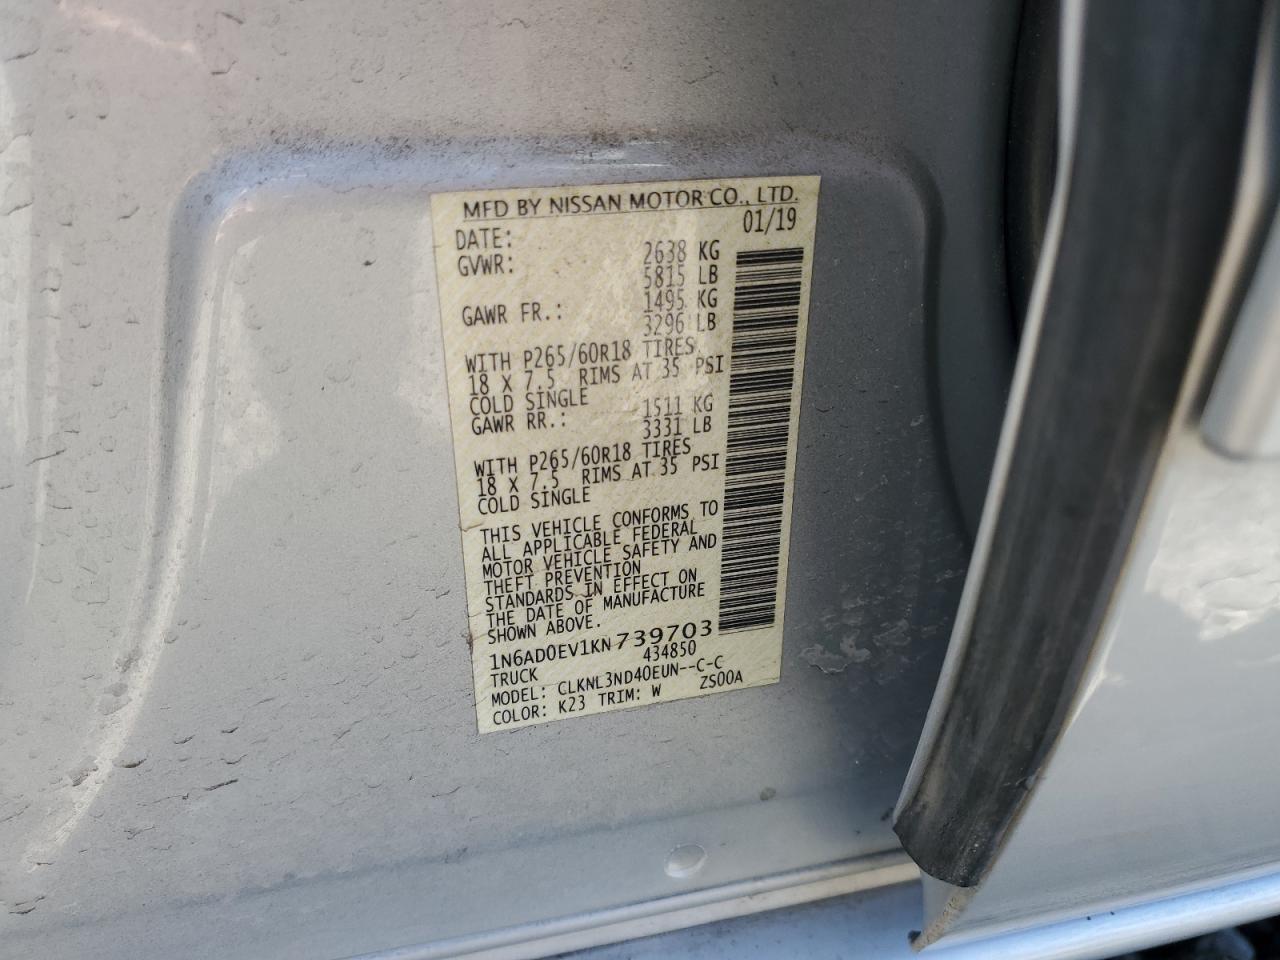 MFD BY NISSAN MOTOR CO., LTD.
DATE: 01/19
GVWR: 2638 KG
5815 LB
GAWR FR.: 1495 KG
3296 LB
WITH P265/60R18 TIRES,
18 X 7.5 RIMS AT 35 PSI
COLD SINGLE
GAWR RR.: 1511 KG
3331 LB
WITH P265/60R18 TIRES
18 X 7.5 RIMS AT 35 PSI
COLD SINGLE
THIS VEHICLE CONFORMS TO
ALL APPLICABLE FEDERAL
MOTOR VEHICLE SAFETY AND
THEFT PREVENTION
STANDARDS IN EFFECT ON
THE DATE OF MANUFACTURE
SHOWN ABOVE.
1N6AD0EV1KN739703
TRUCK 434850
MODEL: CLKNL3ND40EUN--C-C
COLOR: K23 TRIM: W ZS00A